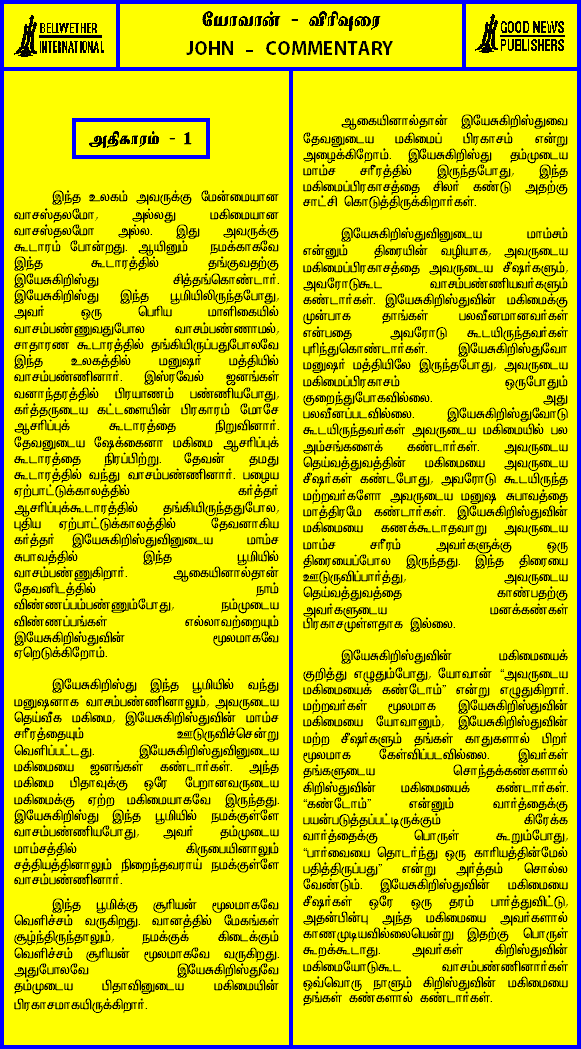 BELWETHER
INTERNATIONAL
யோவான் - விரிவுரை
JOHN - COMMENTARY
GOOD NEWS
PUBLISHERS
அதிகாரம் - 1
இந்த உலகம் அவருக்கு மேன்மையான
வாசஸ்தலமோ, அல்லது மகிமையான
வாசஸ்தலமோ அல்ல. இது அவருக்கு
கூடாரம் போன்றது. ஆயினும் நமக்காகவே
இந்த கூடாரத்தில் தங்குவதற்கு
இயேசுகிறிஸ்து சித்தங்கொண்டார்.
இயேசுகிறிஸ்து இந்த பூமியிலிருந்தபோது,
அவர் ஒரு பெரிய மாளிகையில்
வாசம்பண்ணுவதுபோல வாசம்பண்ணாமல்,
சாதாரண கூடாரத்தில் தங்கியிருப்பதுபோலவே
இந்த உலகத்தில் மனுஷர் மத்தியில்
வாசம்பண்ணினார். இஸ்ரவேல் ஜனங்கள்
வனாந்தரத்தில் பிரயாணம் பண்ணியபோது,
கர்த்தருடைய கட்டளையின் பிரகாரம் மோசே
ஆசரிப்புக் கூடாரத்தை நிறுவினார்.
தேவனுடைய ஷேக்கைனா மகிமை ஆசரிப்புக்
கூடாரத்தை நிரப்பிற்று. தேவன் தமது
கூடாரத்தில் வந்து வாசம்பண்ணினார். பழைய
ஏற்பாட்டுக்காலத்தில் கர்த்தர்
ஆசரிப்புக்கூடாரத்தில் தங்கியிருந்ததுபோல,
புதிய ஏற்பாட்டுக்காலத்தில் தேவனாகிய
கர்த்தர் இயேசுகிறிஸ்துவினுடைய மாம்ச
சுபாவத்தில் இந்த பூமியில்
வாசம்பண்ணுகிறார். ஆகையினால்தான்
தேவனிடத்தில் நாம்
விண்ணப்பம்பண்ணும்போது, நம்முடைய
விண்ணப்பங்கள் எல்லாவற்றையும்
இயேசுகிறிஸ்துவின் மூலமாகவே
ஏறெடுக்கிறோம்.
இயேசுகிறிஸ்து இந்த பூமியில் வந்து
மனுஷனாக வாசம்பண்ணினாலும், அவருடைய
தெய்வீக மகிமை, இயேசுகிறிஸ்துவின் மாம்ச
சரீரத்தையும் ஊடுருவிச்சென்று
வெளிப்பட்டது. இயேசுகிறிஸ்துவினுடைய
மகிமையை ஜனங்கள் கண்டார்கள். அந்த
மகிமை பிதாவுக்கு ஒரே பேறானவருடைய
மகிமைக்கு ஏற்ற மகிமையாகவே இருந்தது.
இயேசுகிறிஸ்து இந்த பூமியில் நமக்குள்ளே
வாசம்பண்ணியபோது, அவர் தம்முடைய
மாம்சத்தில் கிருபையினாலும்
சத்தியத்தினாலும் நிறைந்தவராய் நமக்குள்ளே
வாசம்பண்ணினார்.
இந்த பூமிக்கு சூரியன் மூலமாகவே
வெளிச்சம் வருகிறது. வானத்தில் மேகங்கள்
சூழ்ந்திருந்தாலும், நமக்குக் கிடைக்கும்
வெளிச்சம் சூரியன் மூலமாகவே வருகிறது.
அதுபோலவே இயேசுகிறிஸ்துவே
தம்முடைய பிதாவினுடைய மகிமையின்
பிரகாசமாகயிருக்கிறார்.
ஆகையினால்தான் இயேசுகிறிஸ்துவை
தேவனுடைய மகிமைப் பிரகாசம் என்று
அழைக்கிறோம். இயேசுகிறிஸ்து தம்முடைய
மாம்ச சரீரத்தில் இருந்தபோது, இந்த
மகிமைப்பிரகாசத்தை சிலர் கண்டு அதற்கு
சாட்சி கொடுத்திருக்கிறார்கள்.
இயேசுகிறிஸ்துவினுடைய மாம்சம்
என்னும் திரையின் வழியாக, அவருடைய
மகிமைப்பிரகாசத்தை அவருடைய சீஷர்களும்,
அவரோடுகூட வாசம்பண்ணியவர்களும்
கண்டார்கள். இயேசுகிறிஸ்துவின் மகிமைக்கு
முன்பாக தாங்கள் பலவீனமானவர்கள்
என்பதை அவரோடு கூடயிருந்தவர்கள்
புரிந்துகொண்டார்கள். இயேசுகிறிஸ்துவோ
மனுஷர் மத்தியிலே இருந்தபோது, அவருடைய
மகிமைப்பிரகாசம் ஒருபோதும்
குறைந்துபோகவில்லை. அது
பலவீனப்படவில்லை. இயேசுகிறிஸ்துவோடு
கூடயிருந்தவர்கள் அவருடைய மகிமையில் பல
அம்சங்களைக் கண்டார்கள். அவருடைய
தெய்வத்துவத்தின் மகிமையை அவருடைய
சீஷர்கள் கண்டபோது, அவரோடு கூடயிருந்த
மற்றவர்களோ அவருடைய மனுஷ சுபாவத்தை
மாத்திரமே கண்டார்கள். இயேசுகிறிஸ்துவின்
மகிமையை கணக்கூடாதவாறு அவருடைய
மாம்ச சரீரம் அவர்களுக்கு ஒரு
திரையைப்போல இருந்தது. இந்த திரையை
ஊடுருவிப்பார்த்து, அவருடைய
தெய்வத்துவத்தை காண்பதற்கு
அவர்களுடைய மனக்கண்கள்
பிரகாசமுள்ளதாக இல்லை.
இயேசுகிறிஸ்துவின் மகிமையைக்
குறித்து எழுதும்போது, யோவான் “அவருடைய
மகிமையைக் கண்டோம்” என்று எழுதுகிறார்.
மற்றவர்கள் மூலமாக இயேசுகிறிஸ்துவின்
மகிமையை யோவானும், இயேசுகிறிஸ்துவின்
மற்ற சீஷர்களும் தங்கள் காதுகளால் பிறர்
மூலமாக கேள்விப்படவில்லை. இவர்கள்
தங்களுடைய சொந்தக்கண்களால்
கிறிஸ்துவின் மகிமையைக் கண்டார்கள்.
“கண்டோம்” என்னும் வார்த்தைக்கு
பயன்படுத்தப்பட்டிருக்கும் கிரேக்க
வார்த்தைக்கு பொருள் கூறும்போது,
“பார்வையை தொடர்ந்து ஒரு காரியத்தின்மேல்
பதித்திருப்பது” என்று அர்த்தம் சொல்ல
வேண்டும். இயேசுகிறிஸ்துவின் மகிமையை
சீஷர்கள் ஒரே ஒரு தரம் பார்த்துவிட்டு,
அதன்பின்பு அந்த மகிமையை அவர்களால்
காணமுடியவில்லையென்று இதற்கு பொருள்
கூறக்கூடாது. அவர்கள் கிறிஸ்துவின்
மகிமையோடுகூட வாசம்பண்ணினார்கள்
ஒவ்வொரு நாளும் கிறிஸ்துவின் மகிமையை
தங்கள் கண்களால் கண்டார்கள்.